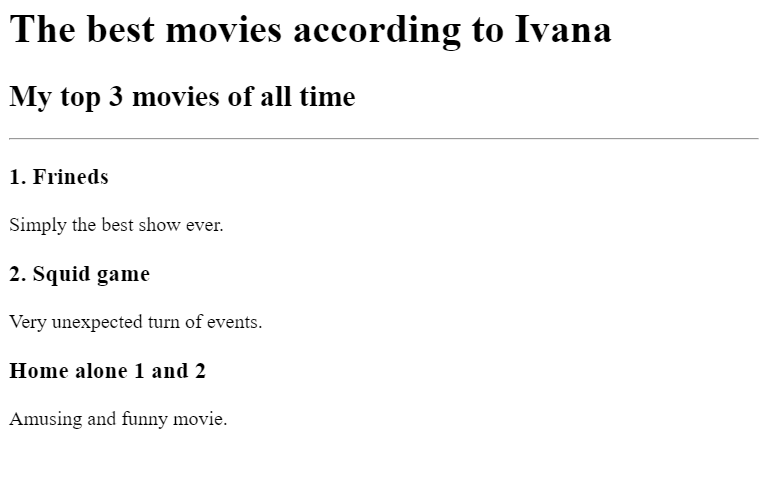 The best movies according to Ivana
My top 3 movies of all time
1. Frineds
Simply the best show ever.
2. Squid game
Very unexpected turn of events.
Home alone 1 and 2
Amusing and funny movie.